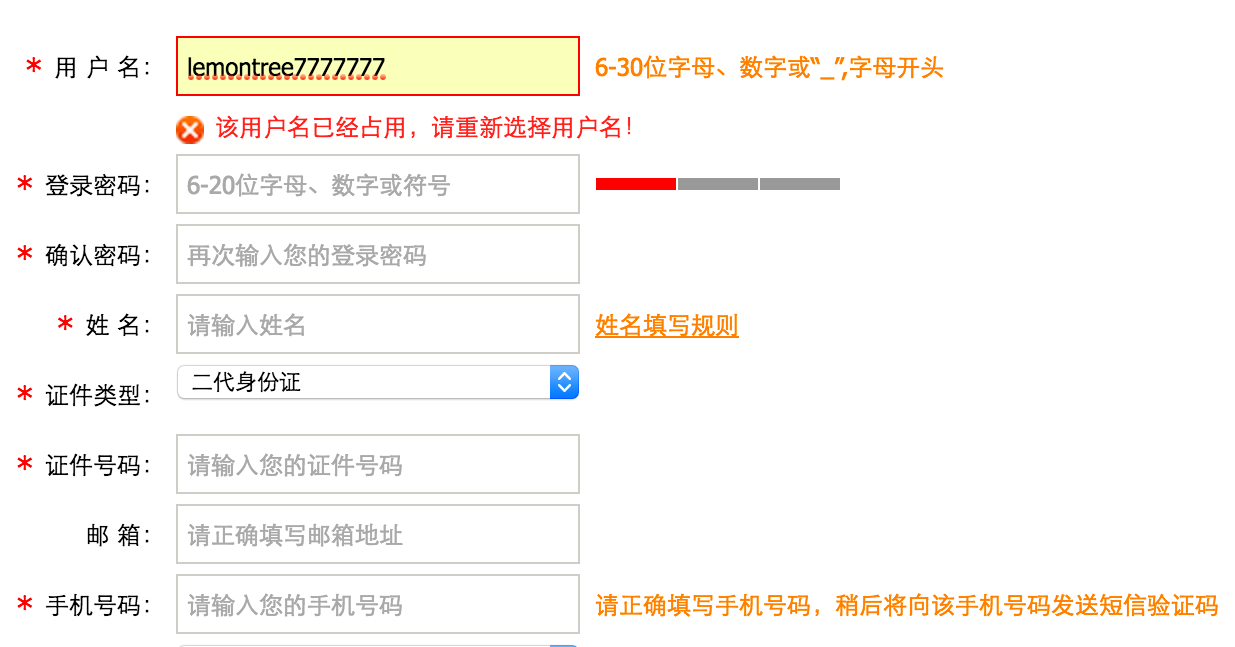 * 用 户 名： lemontree7777777 6-30位字母、数字或“_”,字母开头
该用户名已经占用，请重新选择用户名！
* 登录密码： 6-20位字母、数字或符号
* 确认密码： 再次输入您的登录密码
* 姓 名： 请输入姓名 姓名填写规则
* 证件类型： 二代身份证
* 证件号码： 请输入您的证件号码
邮 箱： 请正确填写邮箱地址
* 手机号码： 请输入您的手机号码 请正确填写手机号码，稍后将向该手机号码发送短信验证码